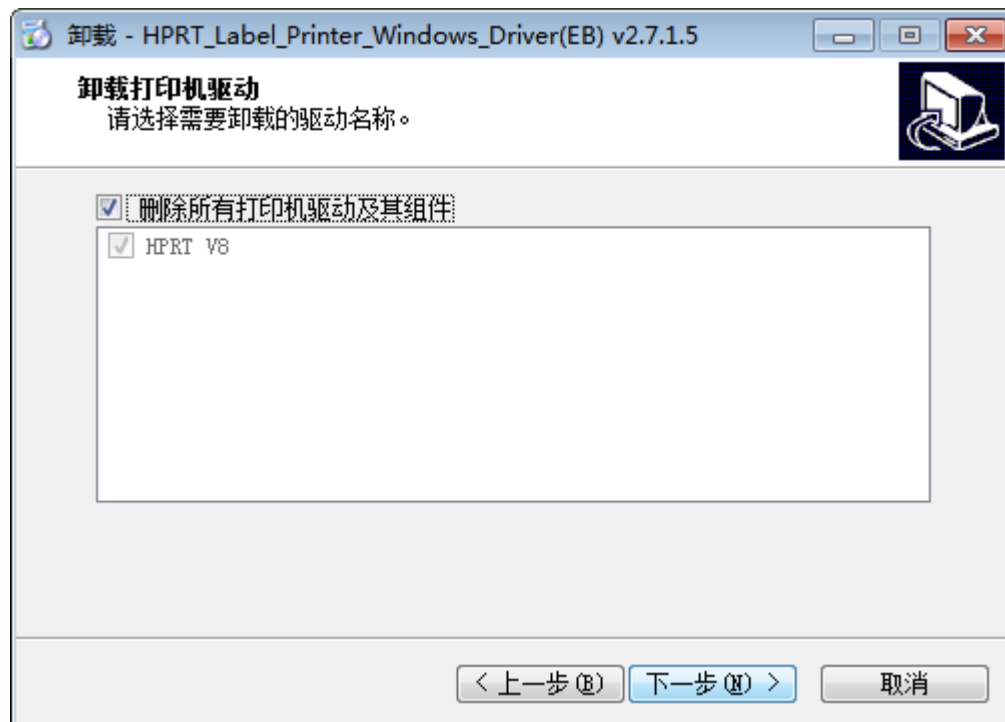 卸载 - HPRT_Label_Printer_Windows_Driver(EB) v2.7.1.5
卸载打印机驱动
请选择需要卸载的驱动名称。
删除所有打印机驱动及其组件
HPRT V8
< 上一步(B)
下一步(N) >
取消